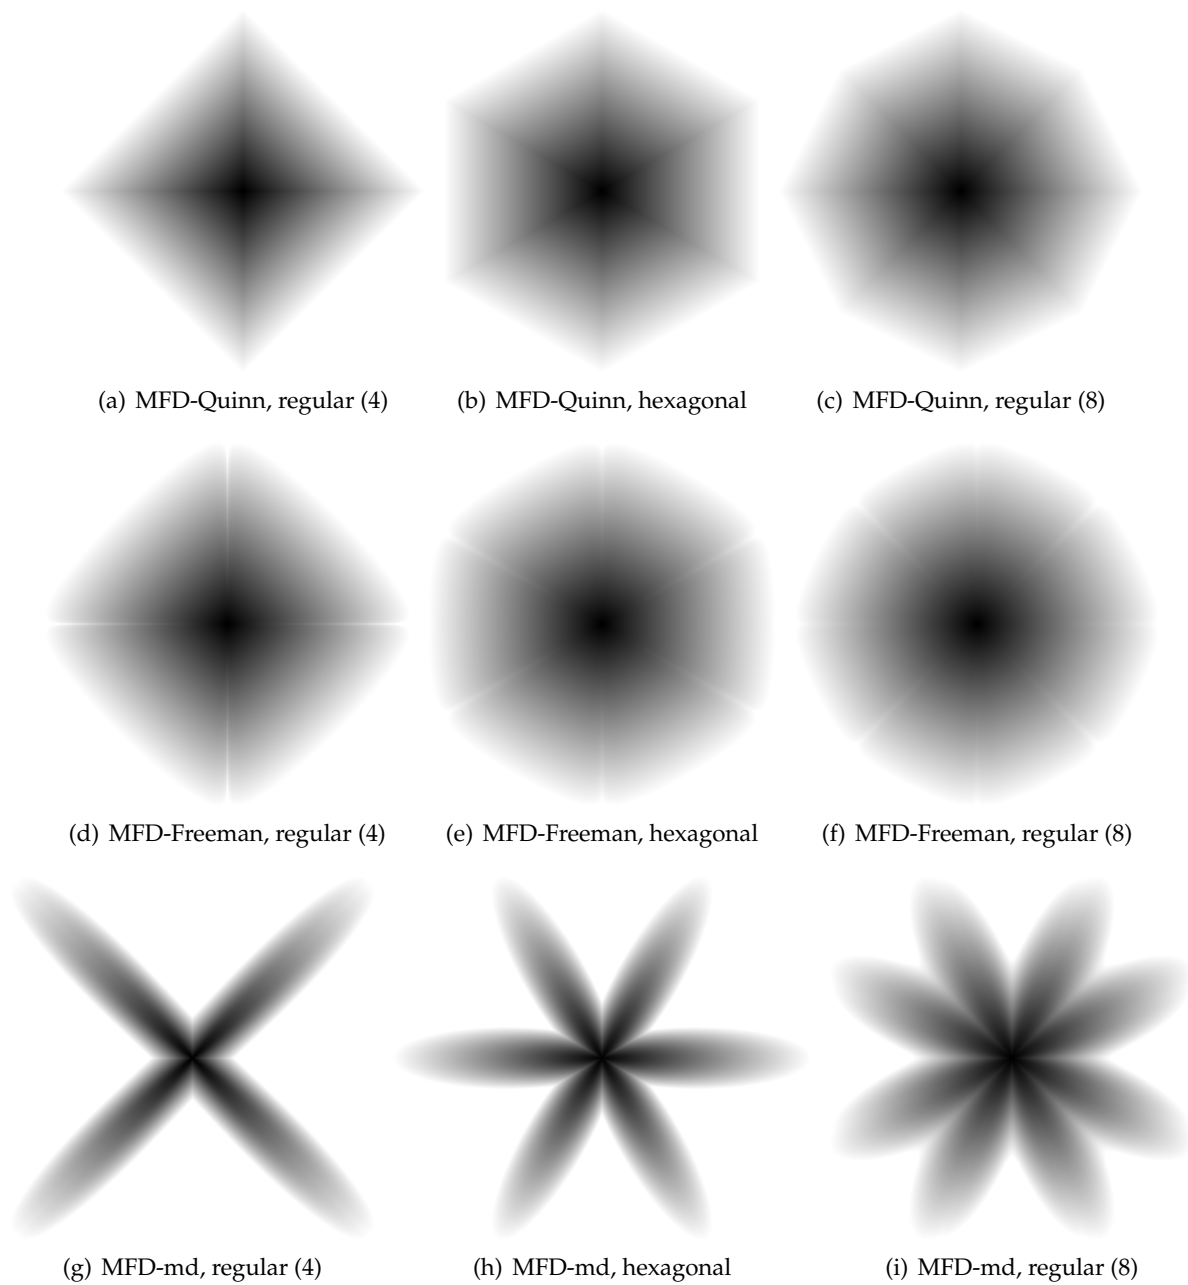 (a) MFD-Quinn, regular (4)
(b) MFD-Quinn, hexagonal
(c) MFD-Quinn, regular (8)
(d) MFD-Freeman, regular (4)
(e) MFD-Freeman, hexagonal
(f) MFD-Freeman, regular (8)
(g) MFD-md, regular (4)
(h) MFD-md, hexagonal
(i) MFD-md, regular (8)